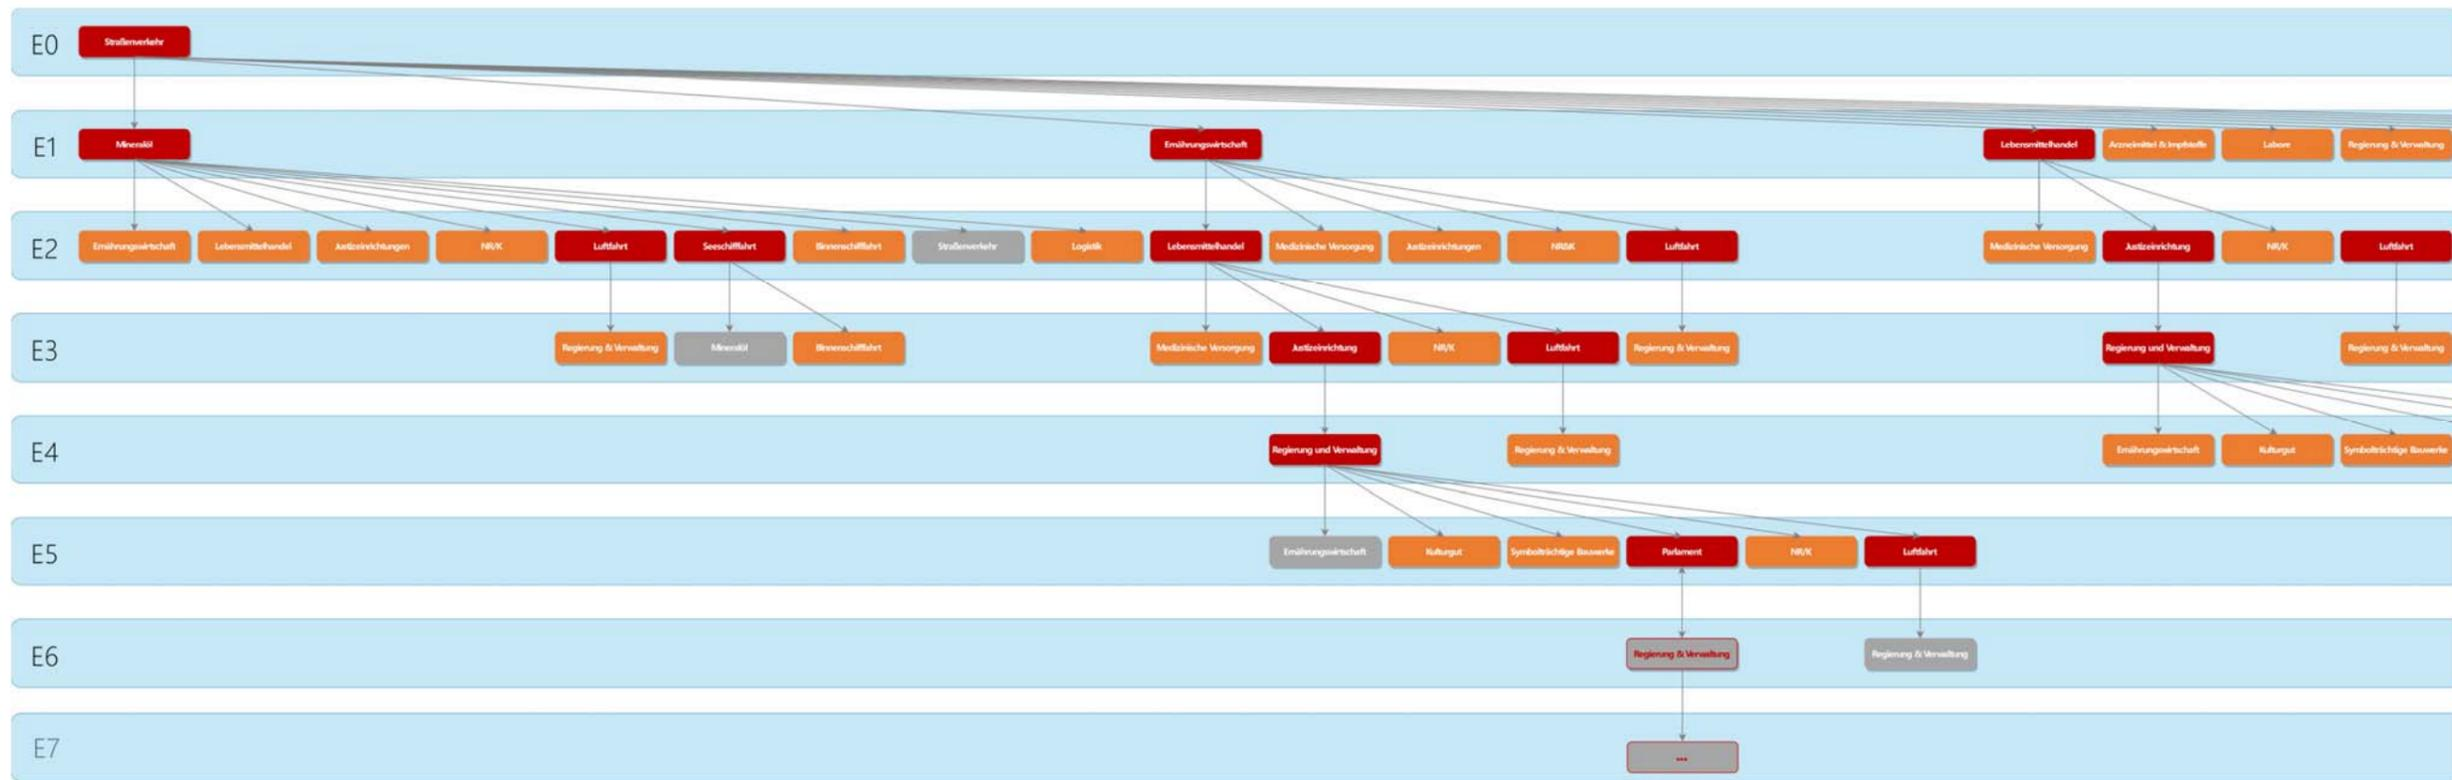 E0
Straßenverkehr
E1
Mineralöl
Ernährungswirtschaft
Lebensmittelhandel
Arzneimittel & Impfstoffe
Labore
Regierung & Verwaltung
E2
Ernährungswirtschaft
Lebensmittelhandel
Justizeinrichtungen
NR/K
Luftfahrt
Seeschifffahrt
Binnenschifffahrt
Straßenverkehr
Logistik
Lebensmittelhandel
Medizinische Versorgung
Justizeinrichtungen
NR&K
Luftfahrt
Medizinische Versorgung
Justizeinrichtung
NR/K
Luftfahrt
E3
Regierung & Verwaltung
Mineralöl
Binnenschifffahrt
Medizinische Versorgung
Justizeinrichtung
NR/K
Luftfahrt
Regierung & Verwaltung
Regierung und Verwaltung
Regierung & Verwaltung
E4
Regierung und Verwaltung
Regierung & Verwaltung
Ernährungswirtschaft
Kulturgut
Symbolträchtige Bauwerke
E5
Ernährungswirtschaft
Kulturgut
Symbolträchtige Bauwerke
Parlament
NR/K
Luftfahrt
E6
Regierung & Verwaltung
Regierung & Verwaltung
E7
...